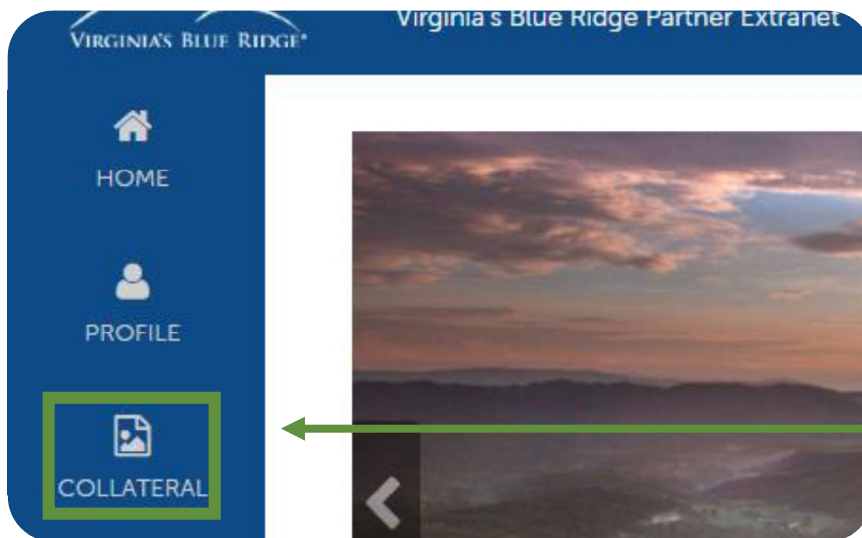 VIRGINIA'S BLUE RIDGE®
Virginia's Blue Ridge Partner Extranet
HOME
PROFILE
COLLATERAL